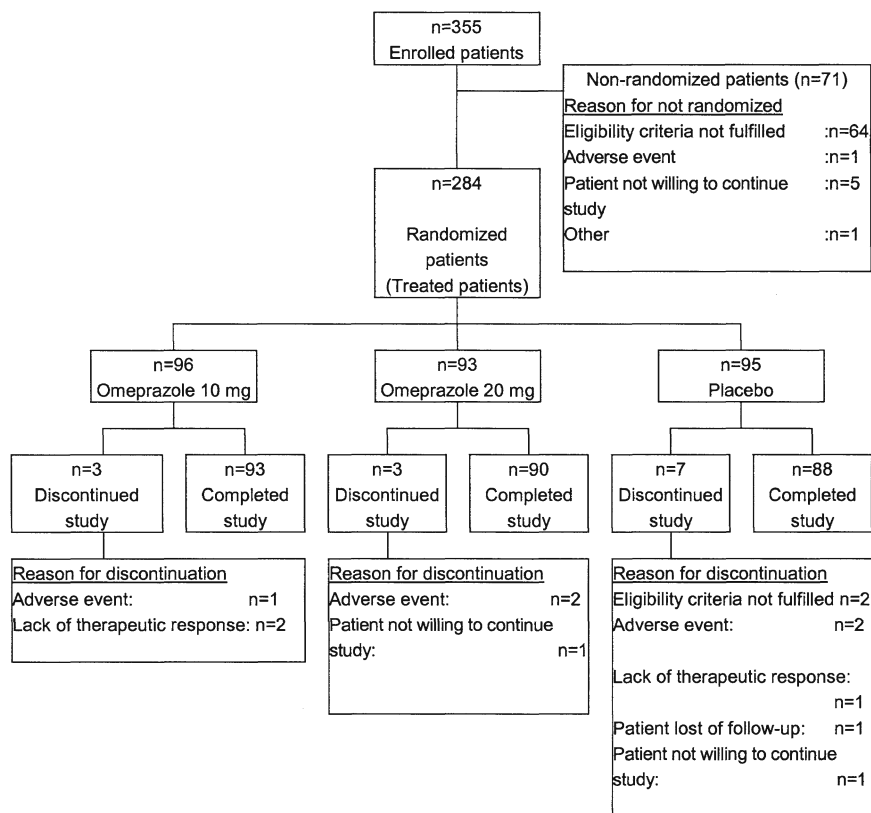 n=355
Enrolled patients
Non-randomized patients (n=71)
Reason for not randomized
Eligibility criteria not fulfilled :n=64
Adverse event :n=1
Patient not willing to continue :n=5
study
Other :n=1
n=284
Randomized
patients
(Treated patients)
n=96
Omeprazole 10 mg
n=93
Omeprazole 20 mg
n=95
Placebo
n=3
Discontinued
study
n=93
Completed
study
n=3
Discontinued
study
n=90
Completed
study
n=7
Discontinued
study
n=88
Completed
study
Reason for discontinuation
Adverse event: n=1
Lack of therapeutic response: n=2
Reason for discontinuation
Adverse event: n=2
Patient not willing to continue
study: n=1
Reason for discontinuation
Eligibility criteria not fulfilled n=2
Adverse event: n=2
Lack of therapeutic response:
n=1
Patient lost of follow-up: n=1
Patient not willing to continue
study: n=1